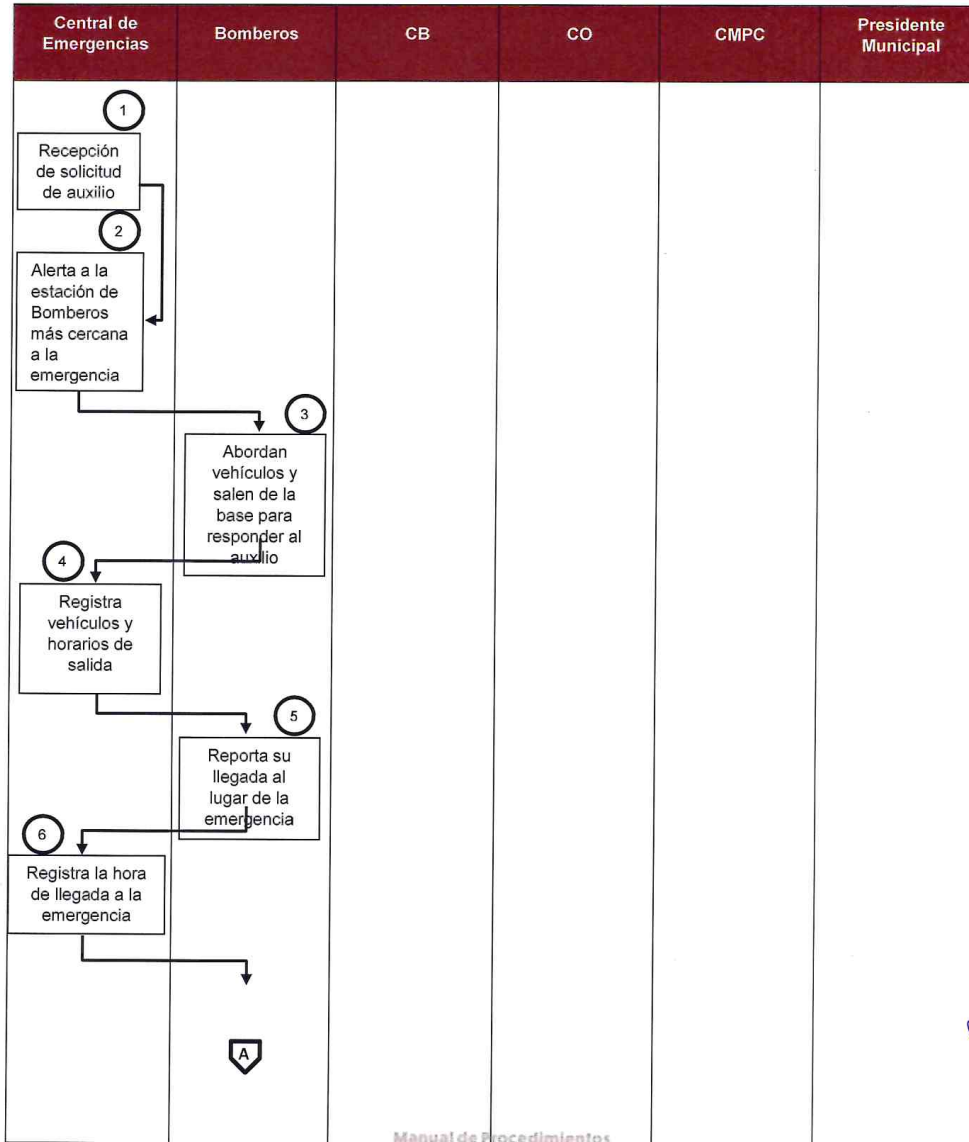 Central de
Emergencias
Bomberos
CB
CO
CMPC
Presidente
Municipal
1
Recepción
de solicitud
de auxilio
2
Alerta a la
estación de
Bomberos
más cercana
a la
emergencia
3
Abordan
vehículos y
salen de la
base para
responder al
auxilio
4
Registra
vehículos y
horarios de
salida
5
Reporta su
llegada al
lugar de la
emergencia
6
Registra la hora
de llegada a la
emergencia
A
Manual de Procedimientos